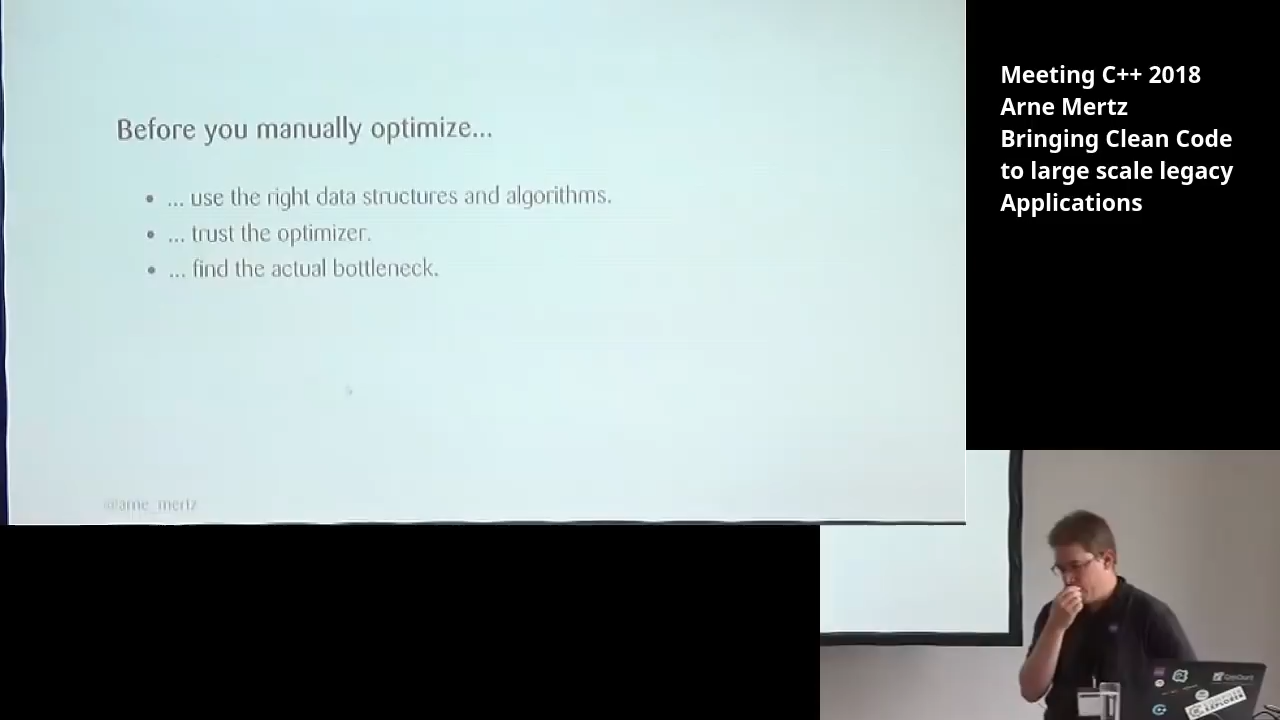 Before you manually optimize...
• ... use the right data structures and algorithms.
• ... trust the optimizer.
• ... find the actual bottleneck.
@arne_mertz
Meeting C++ 2018
Arne Mertz
Bringing Clean Code
to large scale legacy
Applications
EXPLORER